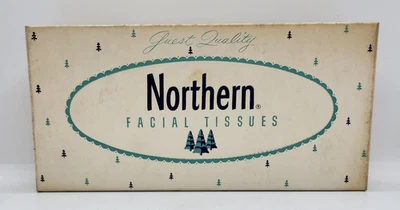 Guest Quality
Northern®
FACIAL TISSUES